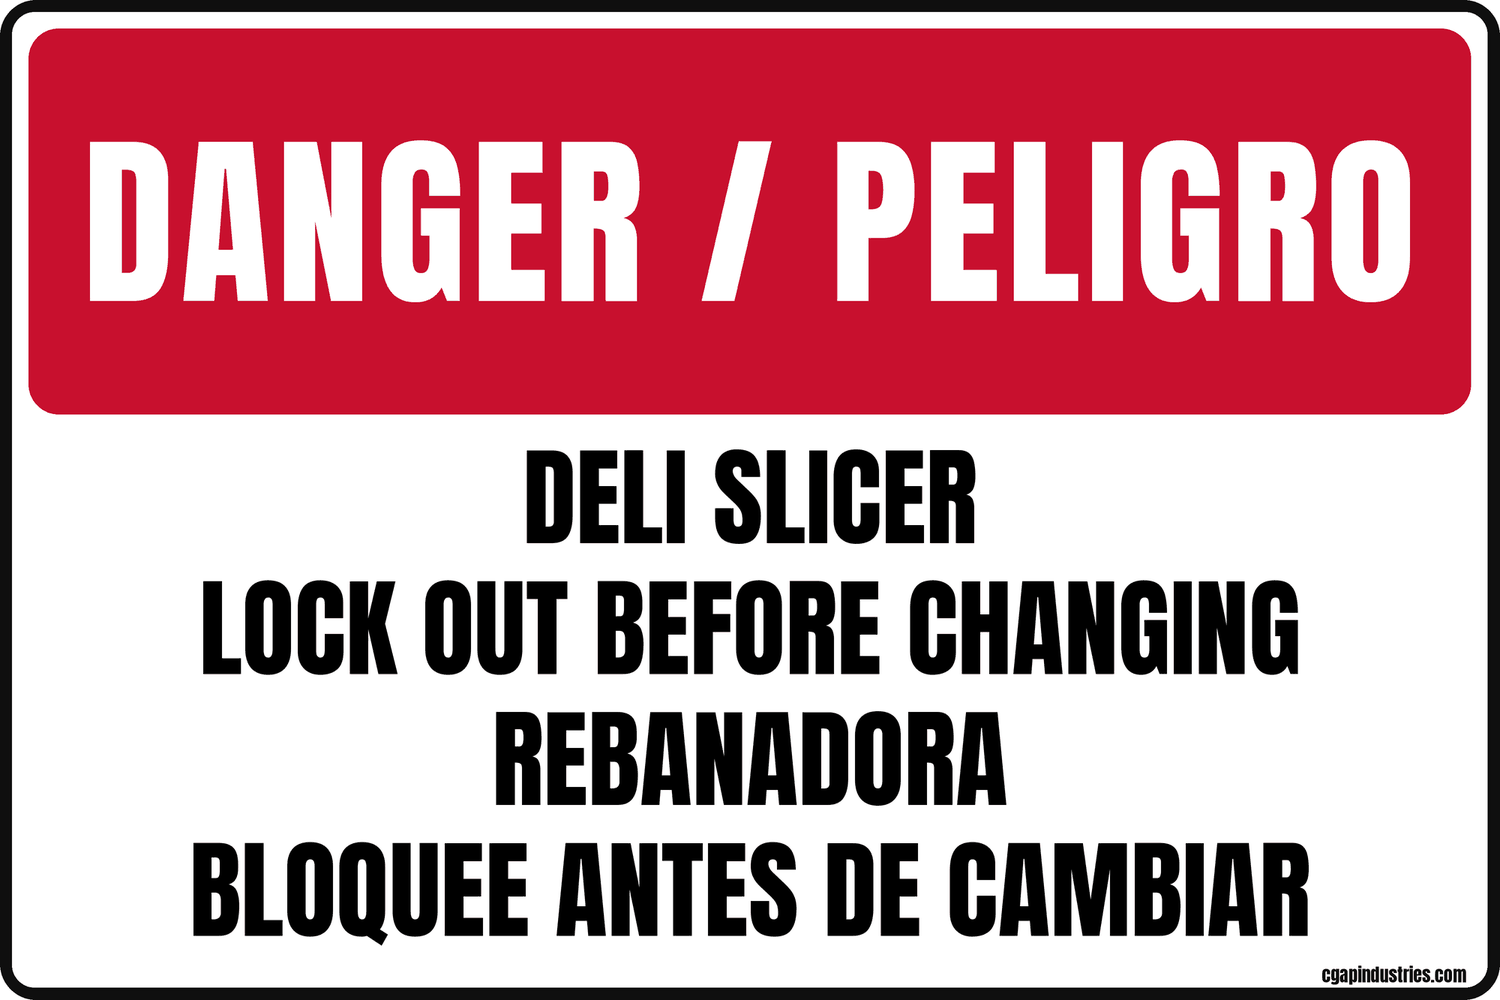 DANGER / PELIGRO
DELI SLICER
LOCK OUT BEFORE CHANGING
REBANADORA
BLOQUEE ANTES DE CAMBIAR
cgapindustries.com